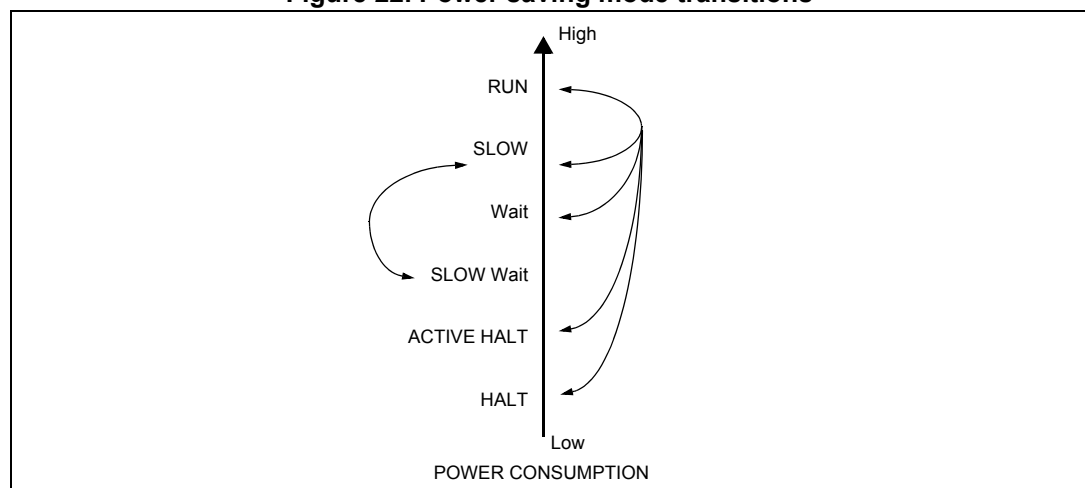 Figure 22. Power saving mode transitions
High
RUN
SLOW
Wait
SLOW Wait
ACTIVE HALT
HALT
Low
POWER CONSUMPTION